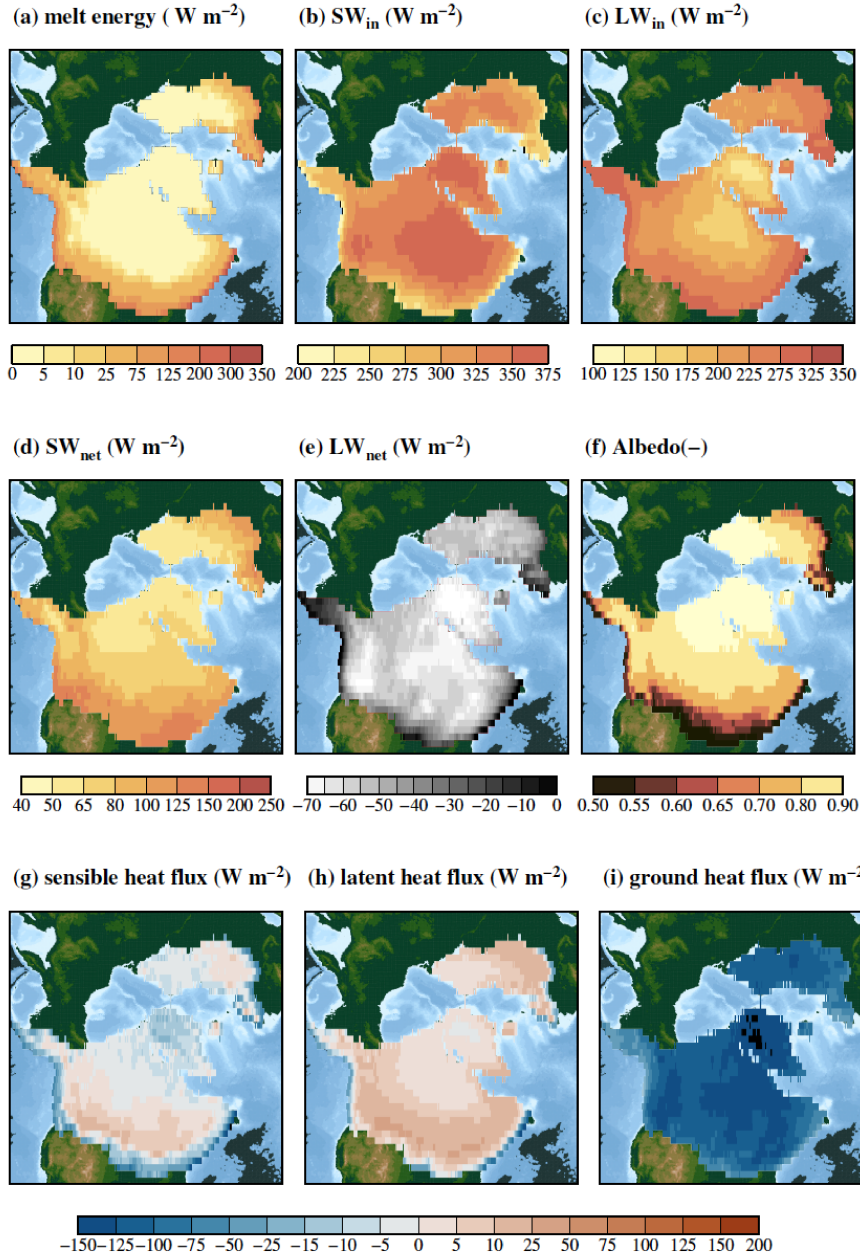 (a) melt energy ( W m⁻²)
(b) SWin (W m⁻²)
(c) LWin (W m⁻²)
0 5 10 25 75 125 200 300 350
200 225 250 275 300 325 350 375
100 125 150 175 200 225 275 325 350
(d) SWnet (W m⁻²)
(e) LWnet (W m⁻²)
(f) Albedo(−)
40 50 65 80 100 125 150 200 250
−70 −60 −50 −40 −30 −20 −10 0
0.50 0.55 0.60 0.65 0.70 0.80 0.90
(g) sensible heat flux (W m⁻²)
(h) latent heat flux (W m⁻²)
(i) ground heat flux (W m⁻²
−150 −125 −100 −75 −50 −25 −15 −10 −5 0 5 10 25 50 75 100 125 150 200